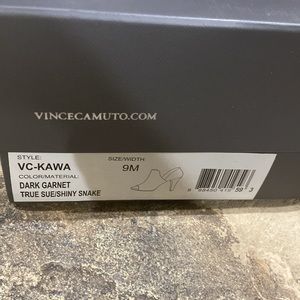 VINCECAMUTO.COM
STYLE:
VC-KAWA
SIZE/WIDTH:
9M
COLOR/MATERIAL:
DARK GARNET
TRUE SUE/SHINY SNAKE